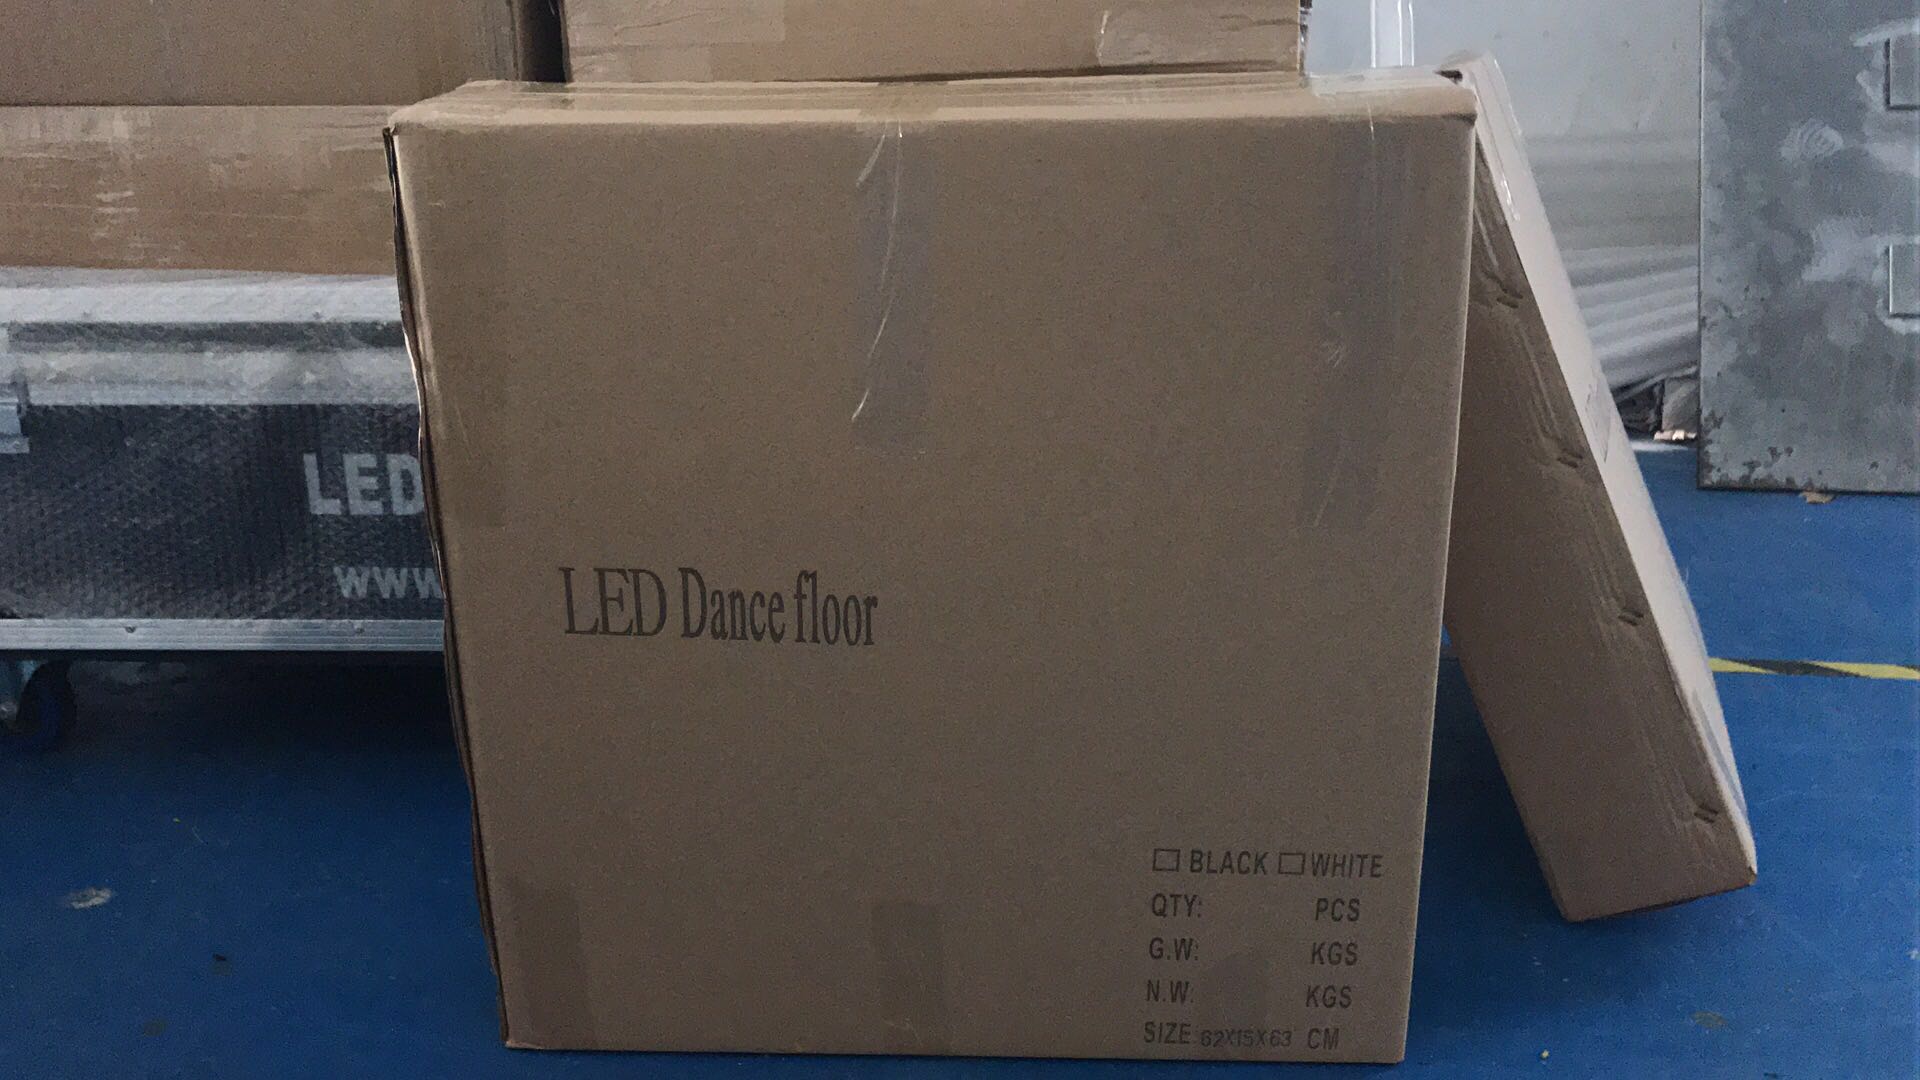 LED
www
LED Dance floor
BLACK WHITE
QTY: PCS
G.W: KGS
N.W: KGS
SIZE: 62X15X63 CM